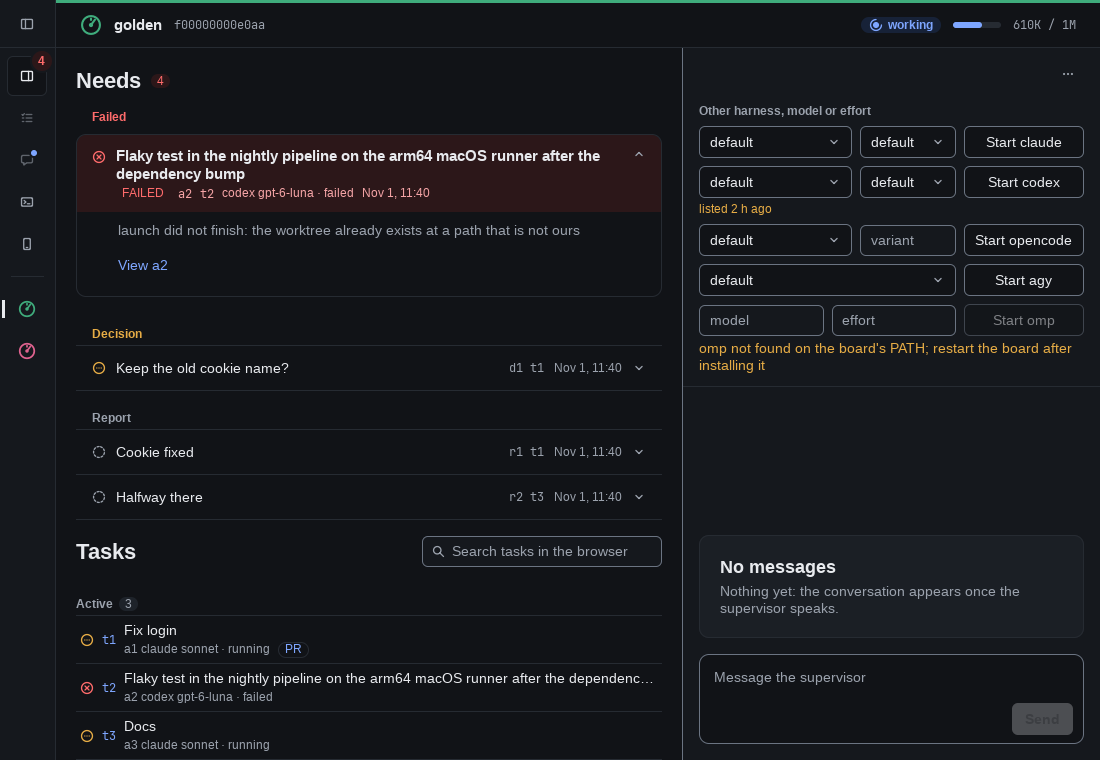 golden f00000000e0aa
working 610K / 1M
4
Needs 4
Failed
Flaky test in the nightly pipeline on the arm64 macOS runner after the
dependency bump
FAILED a2 t2 codex gpt-6-luna · failed Nov 1, 11:40
launch did not finish: the worktree already exists at a path that is not ours
View a2
Decision
Keep the old cookie name? d1 t1 Nov 1, 11:40
Report
Cookie fixed r1 t1 Nov 1, 11:40
Halfway there r2 t3 Nov 1, 11:40
Tasks
Search tasks in the browser
Active 3
t1 Fix login
a1 claude sonnet · running PR
t2 Flaky test in the nightly pipeline on the arm64 macOS runner after the dependenc…
a2 codex gpt-6-luna · failed
t3 Docs
a3 claude sonnet · running
Other harness, model or effort
default default Start claude
default default Start codex
listed 2 h ago
default variant Start opencode
default Start agy
model effort Start omp
omp not found on the board's PATH; restart the board after
installing it
No messages
Nothing yet: the conversation appears once the
supervisor speaks.
Message the supervisor
Send